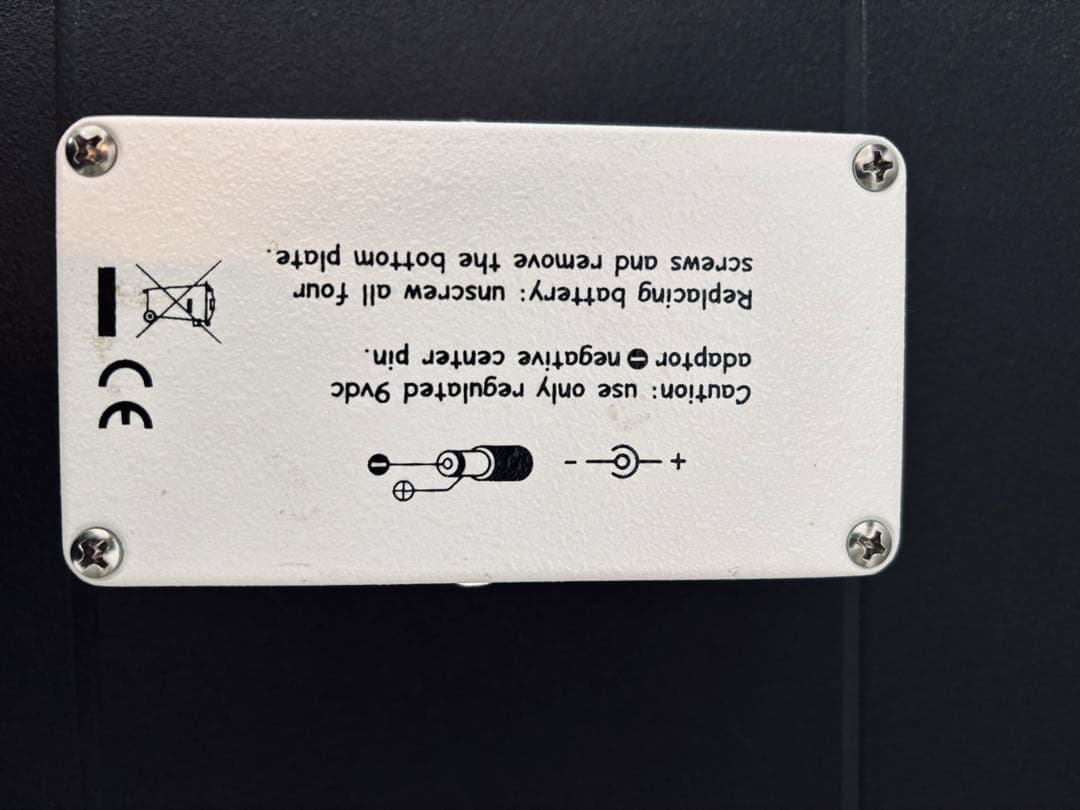 + -
- +
Caution: use only regulated 9vdc
adaptor ⊖ negative center pin.
Replacing battery: unscrew all four
screws and remove the bottom plate.
CE